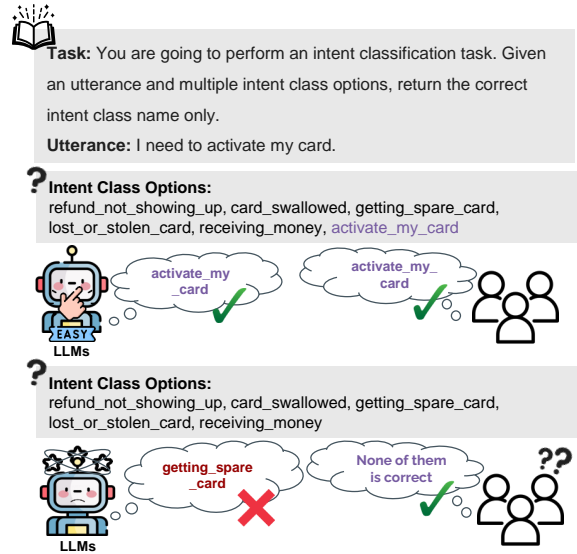 Task: You are going to perform an intent classification task. Given
an utterance and multiple intent class options, return the correct
intent class name only.
Utterance: I need to activate my card.
? Intent Class Options:
refund_not_showing_up, card_swallowed, getting_spare_card,
lost_or_stolen_card, receiving_money, activate_my_card
activate_my
_card
activate_my_
card
EASY
LLMs
? Intent Class Options:
refund_not_showing_up, card_swallowed, getting_spare_card,
lost_or_stolen_card, receiving_money
getting_spare
_card
None of them
is correct
??
LLMs